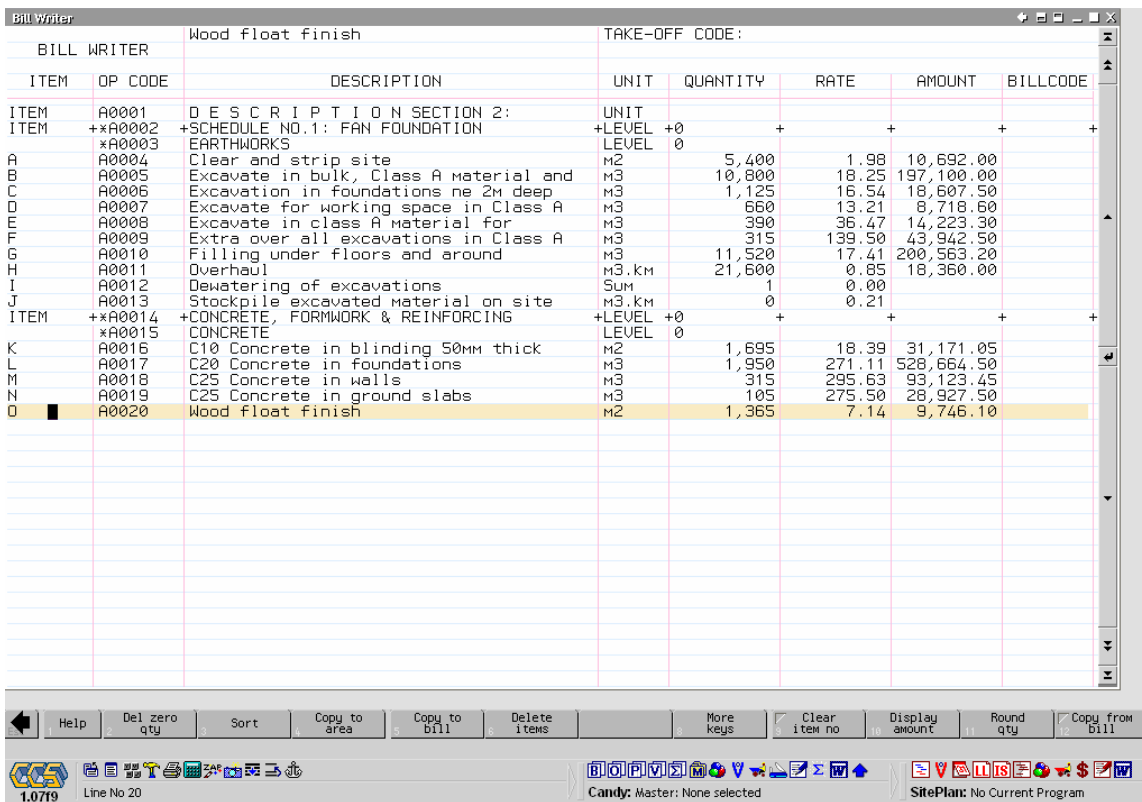 Bill Writer
Wood float finish TAKE-OFF CODE:
BILL WRITER
ITEM OP CODE DESCRIPTION UNIT QUANTITY RATE AMOUNT BILLCODE
ITEM A0001 D E S C R I P T I O N SECTION 2: UNIT
ITEM +*A0002 +SCHEDULE NO.1: FAN FOUNDATION +LEVEL +0 + + + +
*A0003 EARTHWORKS LEVEL 0
A A0004 Clear and strip site M2 5,400 1.98 10,692.00
B A0005 Excavate in bulk, Class A material and M3 10,800 18.25 197,100.00
C A0006 Excavation in foundations ne 2M deep M3 1,125 16.54 18,607.50
D A0007 Excavate for working space in Class A M3 660 13.21 8,718.60
E A0008 Excavate in class A material for M3 390 36.47 14,223.30
F A0009 Extra over all excavations in Class A M3 315 139.50 43,942.50
G A0010 Filling under floors and around M3 11,520 17.41 200,563.20
H A0011 Overhaul M3.KM 21,600 0.85 18,360.00
I A0012 Dewatering of excavations Sum 1 0.00
J A0013 Stockpile excavated material on site M3.KM 0 0.21
ITEM +*A0014 +CONCRETE, FORMWORK & REINFORCING +LEVEL +0 + + + +
*A0015 CONCRETE LEVEL 0
K A0016 C10 Concrete in blinding 50MM thick M2 1,695 18.39 31,171.05
L A0017 C20 Concrete in foundations M3 1,950 271.11 528,664.50
M A0018 C25 Concrete in walls M3 315 295.63 93,123.45
N A0019 C25 Concrete in ground slabs M3 105 275.50 28,927.50
O A0020 Wood float finish M2 1,365 7.14 9,746.10
1 Help 2 Del zero qty 3 Sort 4 Copy to area 5 Copy to bill 6 Delete items 8 More keys 9 Clear item no 10 Display amount 11 Round qty 12 Copy from bill
CCS
1.07f9 Line No 20 Candy: Master: None selected SitePlan: No Current Program